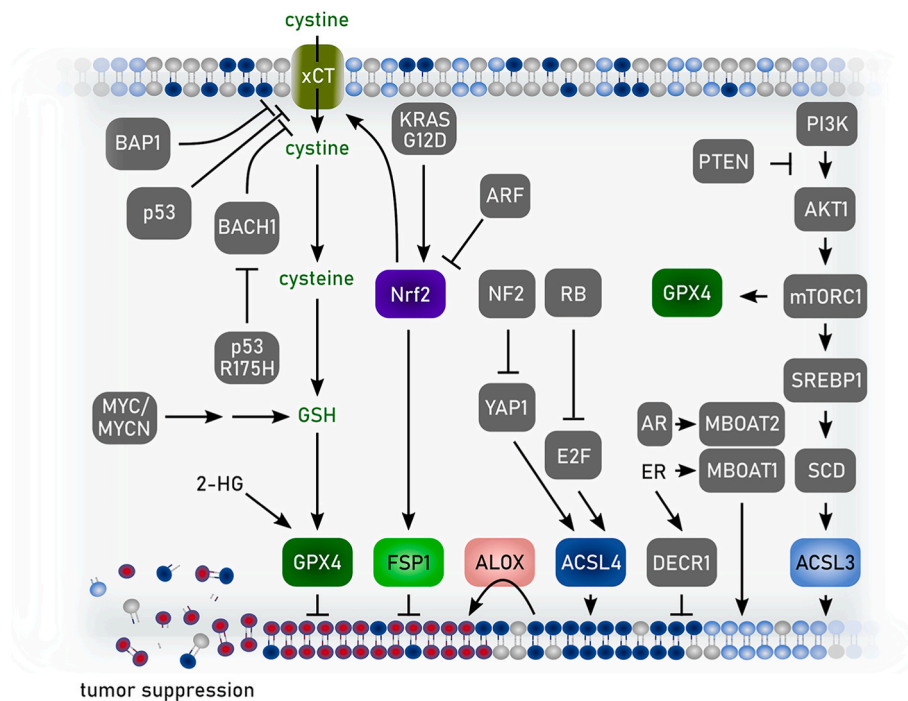 cystine
xCT
BAP1
cystine
KRAS
G12D
PI3K
PTEN
p53
BACH1
ARF
AKT1
cysteine
Nrf2
NF2
RB
GPX4
mTORC1
p53
R175H
SREBP1
MYC/
MYCN
GSH
YAP1
AR
MBOAT2
E2F
ER
MBOAT1
SCD
2-HG
GPX4
FSP1
ALOX
ACSL4
DECR1
ACSL3
tumor suppression